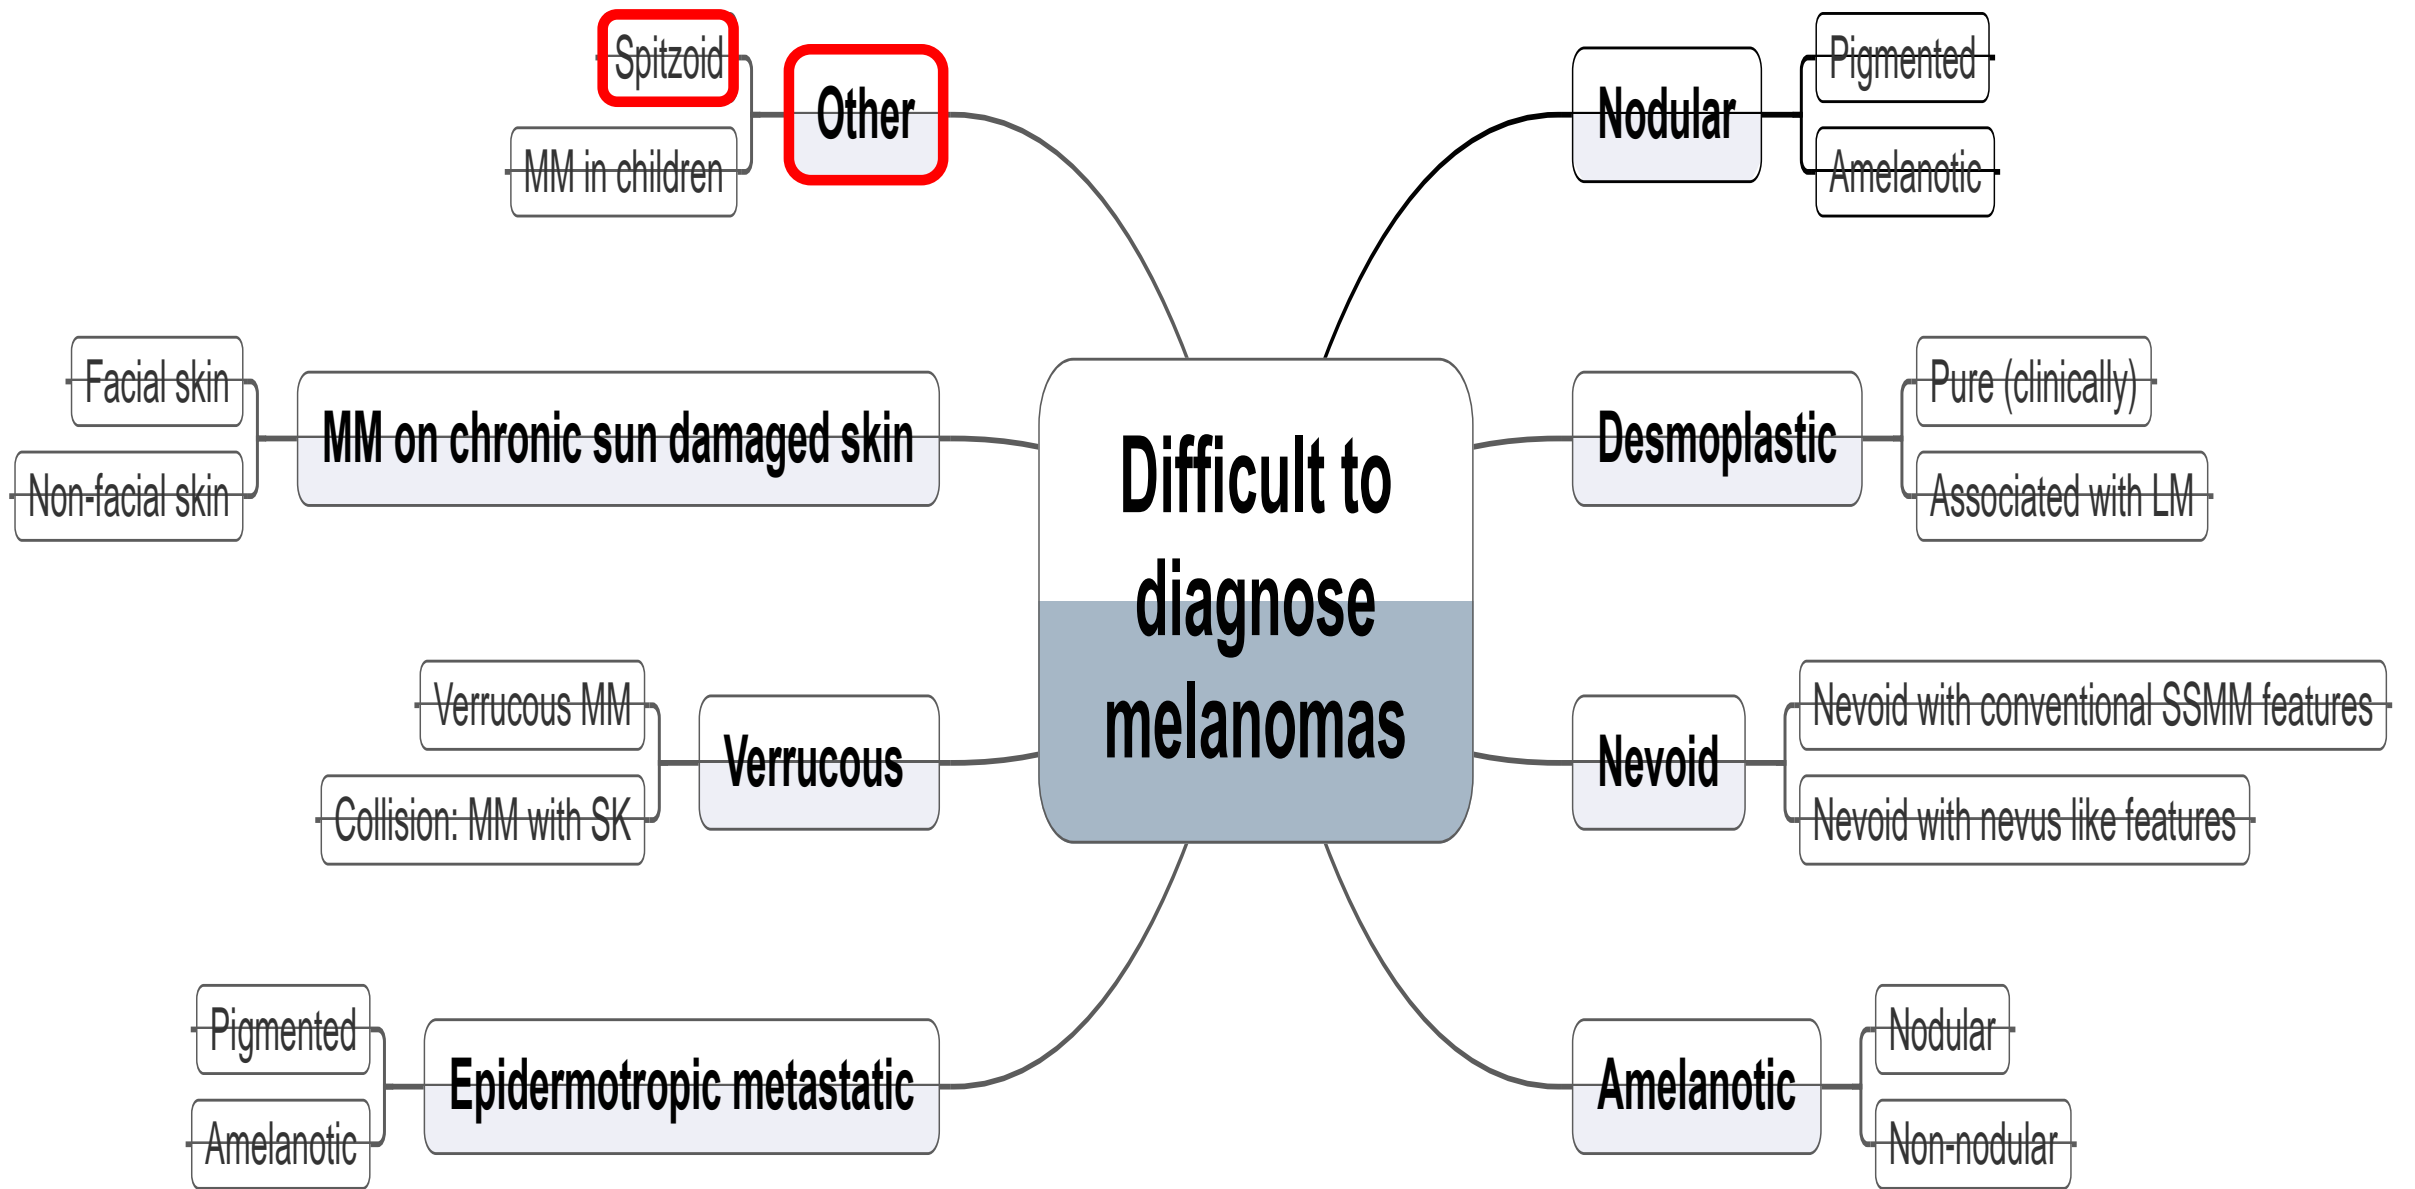 Spitzoid
Other
MM in children
Nodular
Pigmented
Amelanotic
Facial skin
Non-facial skin
MM on chronic sun damaged skin
Difficult to
diagnose
melanomas
Desmoplastic
Pure (clinically)
Associated with LM
Verrucous MM
Collision: MM with SK
Verrucous
Nevoid
Nevoid with conventional SSMM features
Nevoid with nevus like features
Pigmented
Amelanotic
Epidermotropic metastatic
Amelanotic
Nodular
Non-nodular